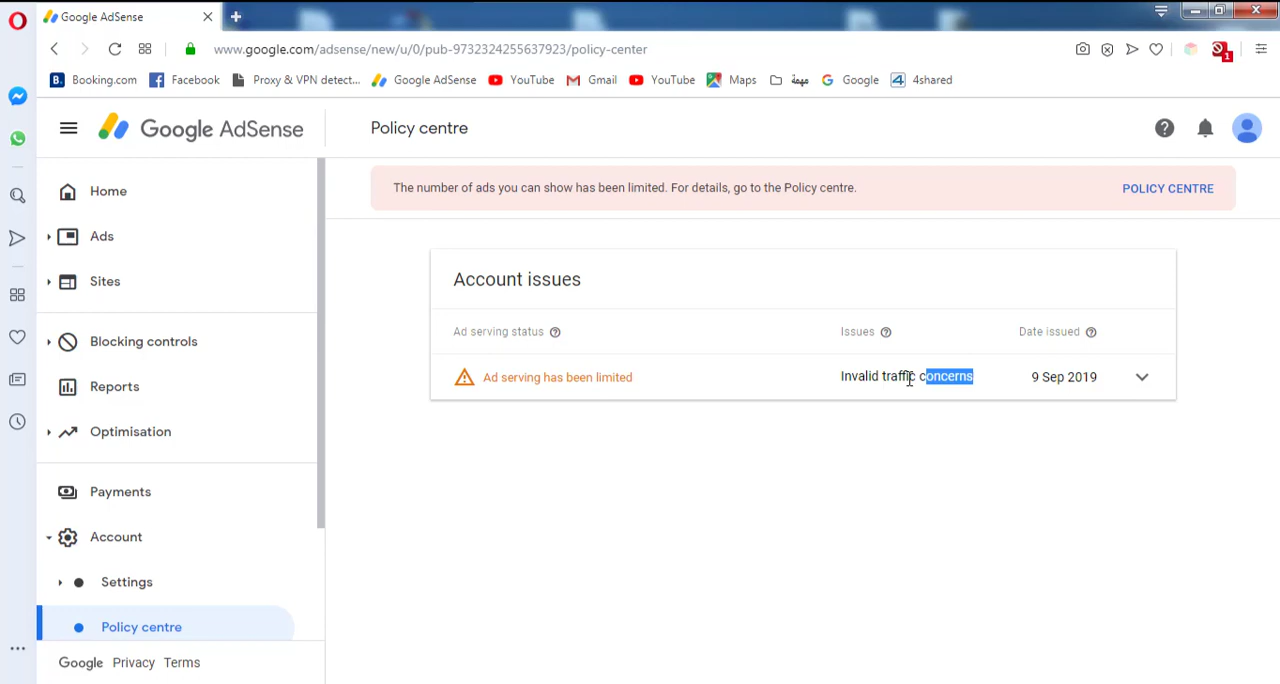 Google AdSense
www.google.com/adsense/new/u/0/pub-9732324255637923/policy-center
1
B. Booking.com Facebook Proxy & VPN detect... Google AdSense YouTube Gmail YouTube Maps مهمة Google 4 4shared
Google AdSense
Policy centre
The number of ads you can show has been limited. For details, go to the Policy centre. POLICY CENTRE
Home
Ads
Sites
Blocking controls
Reports
Optimisation
Payments
Account
Settings
Policy centre
Google Privacy Terms
Account issues
Ad serving status Issues Date issued
Ad serving has been limited Invalid traffic concerns 9 Sep 2019